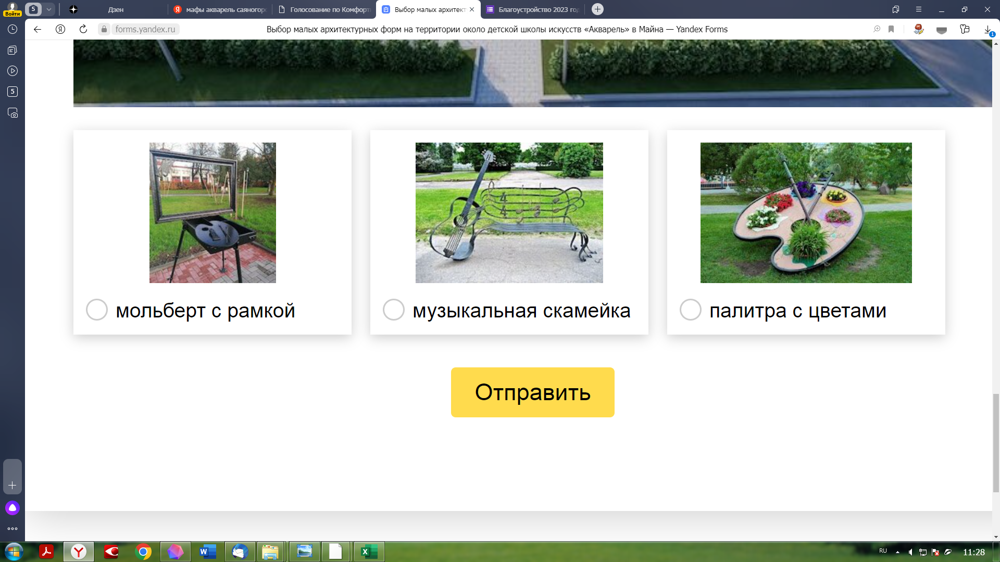 Войти
5
Дзен
мафы акварель саяногорс
Голосование по Комфорт
Выбор малых архитект
Благоустройство 2023 год
forms.yandex.ru
Выбор малых архитектурных форм на территории около детской школы искусств «Акварель» в Майна — Yandex Forms
1
5
мольберт с рамкой
музыкальная скамейка
палитра с цветами
Отправить
RU
11:28